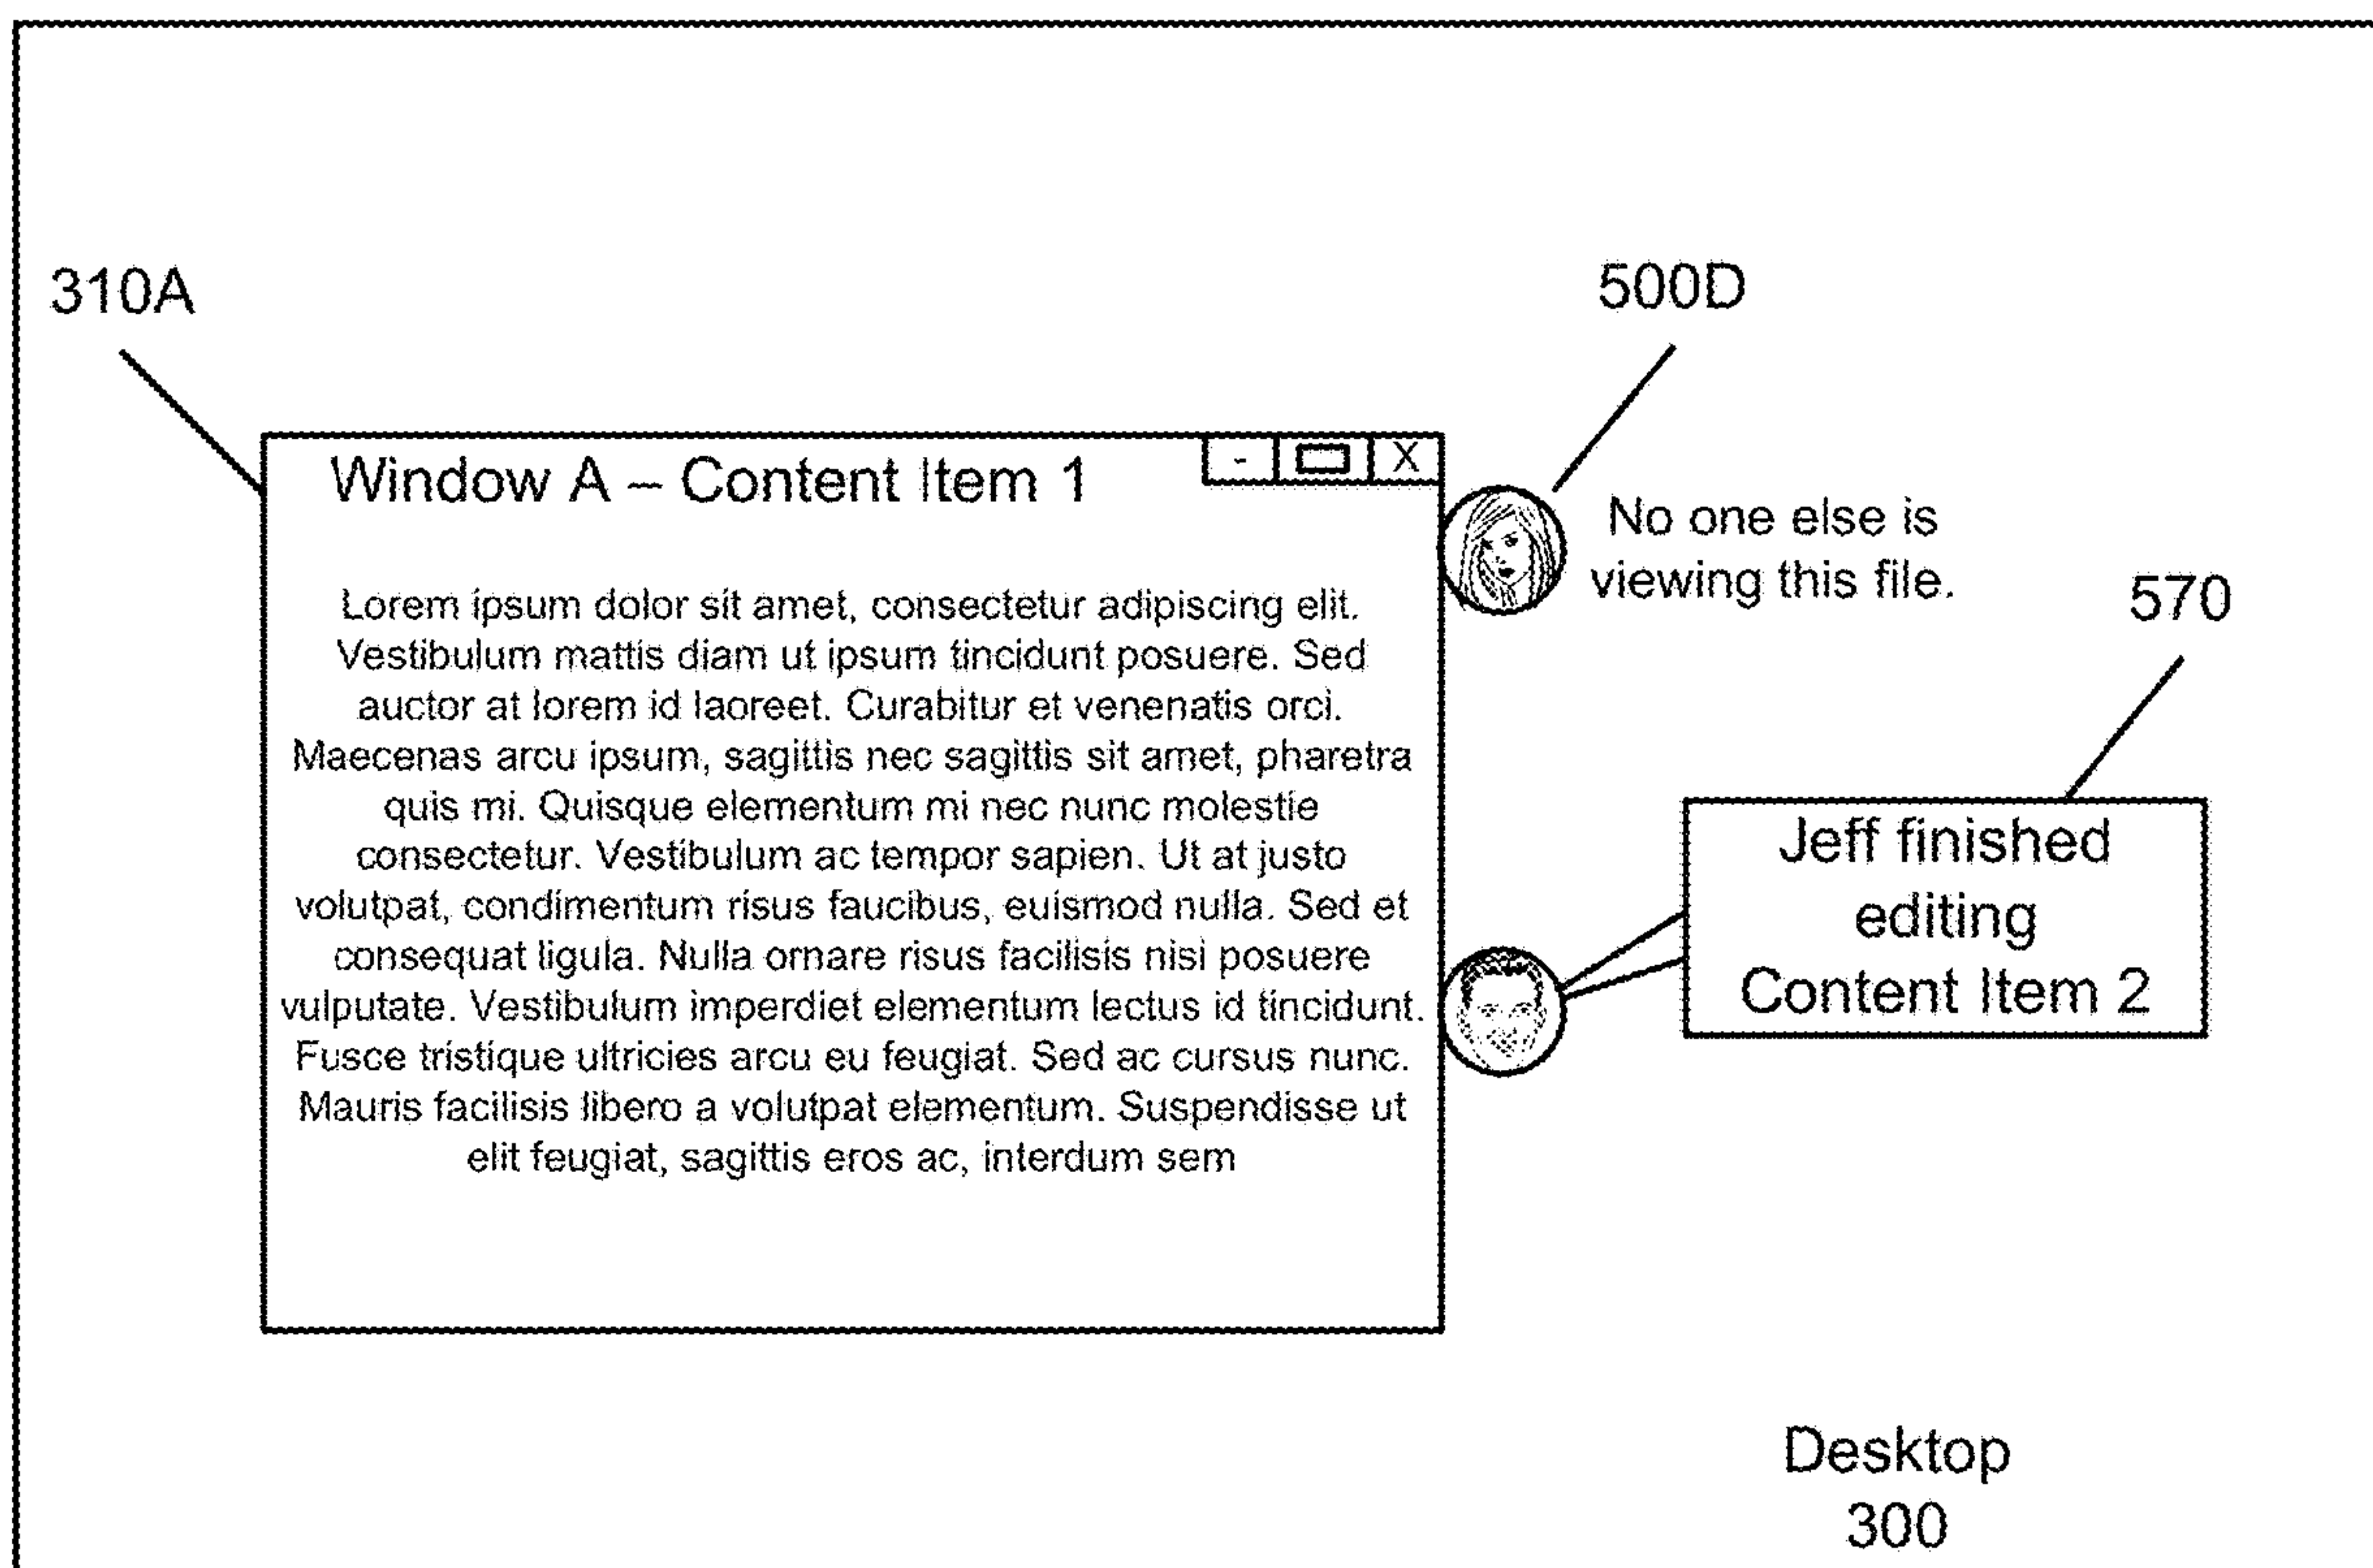 310A
500D
Window A – Content Item 1
- X
No one else is
viewing this file.
570
Lorem ipsum dolor sit amet, consectetur adipiscing elit.
Vestibulum mattis diam ut ipsum tincidunt posuere. Sed
auctor at lorem id laoreet. Curabitur et venenatis orci.
Maecenas arcu ipsum, sagittis nec sagittis sit amet, pharetra
quis mi. Quisque elementum mi nec nunc molestie
consectetur. Vestibulum ac tempor sapien. Ut at justo
volutpat, condimentum risus faucibus, euismod nulla. Sed et
consequat ligula. Nulla ornare risus facilisis nisi posuere
vulputate. Vestibulum imperdiet elementum lectus id tincidunt.
Fusce tristique ultricies arcu eu feugiat. Sed ac cursus nunc.
Mauris facilisis libero a volutpat elementum. Suspendisse ut
elit feugiat, sagittis eros ac, interdum sem
Jeff finished
editing
Content Item 2
Desktop
300